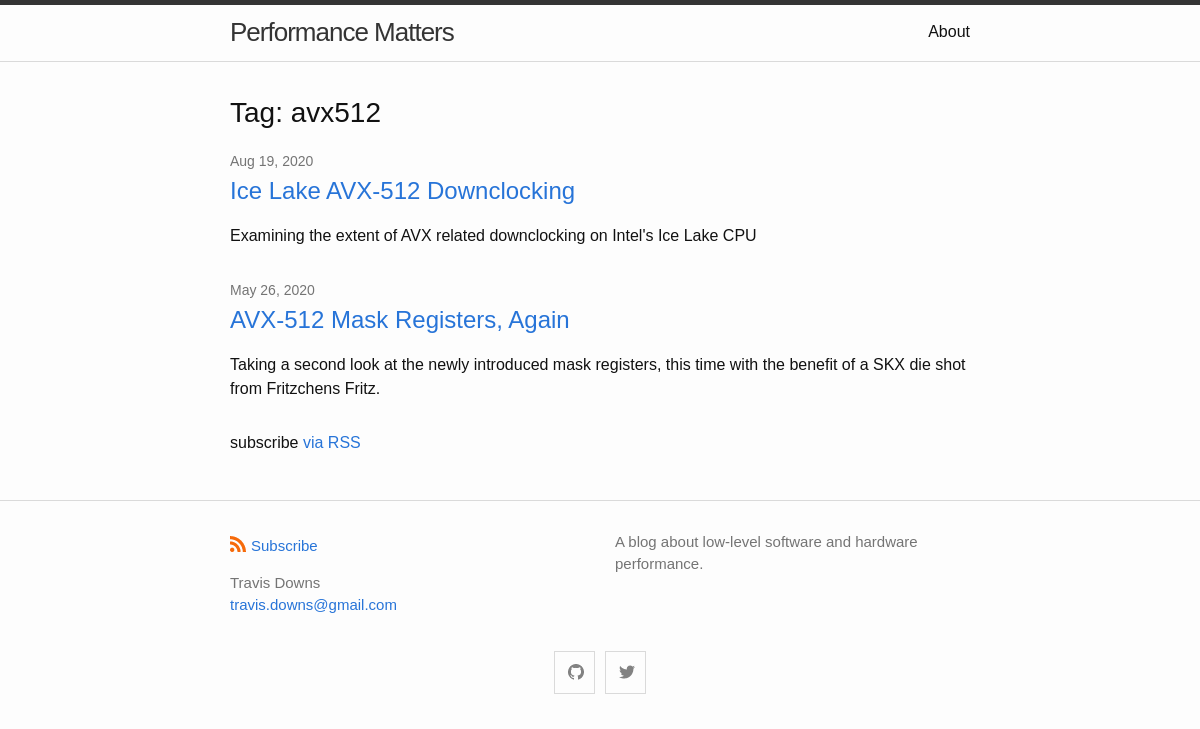 Performance Matters
About
Tag: avx512
Aug 19, 2020
Ice Lake AVX-512 Downclocking
Examining the extent of AVX related downclocking on Intel's Ice Lake CPU
May 26, 2020
AVX-512 Mask Registers, Again
Taking a second look at the newly introduced mask registers, this time with the benefit of a SKX die shot
from Fritzchens Fritz.
subscribe via RSS
Subscribe
Travis Downs
travis.downs@gmail.com
A blog about low-level software and hardware
performance.